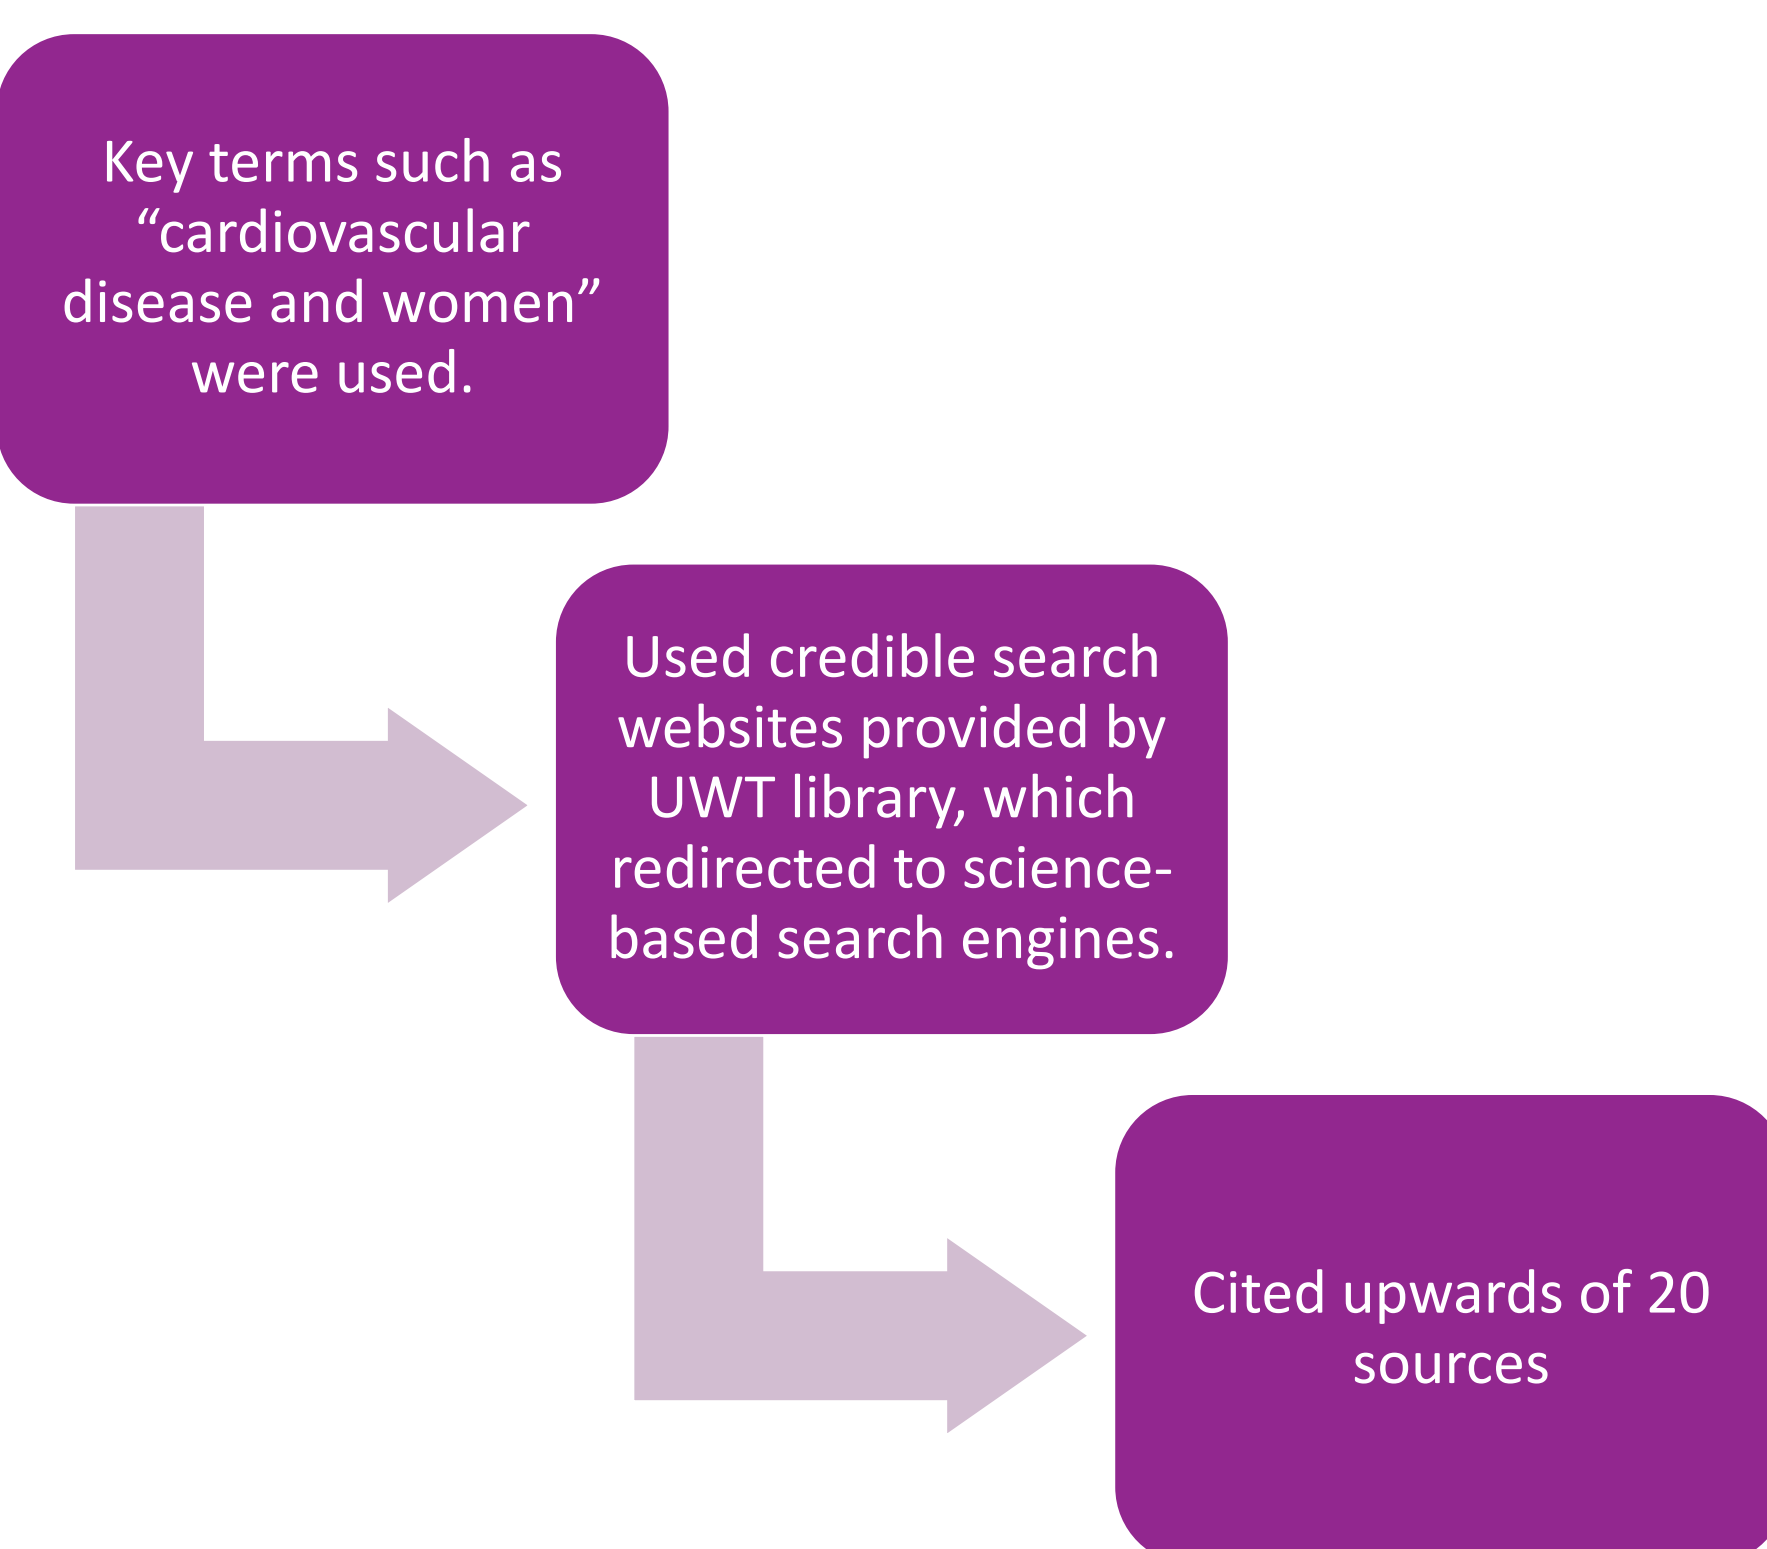 Key terms such as
“cardiovascular
disease and women”
were used.
Used credible search
websites provided by
UWT library, which
redirected to science-
based search engines.
Cited upwards of 20
sources